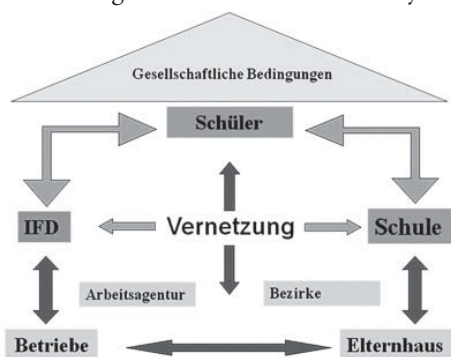 Gesellschaftliche Bedingungen
Schüler
IFD
Vernetzung
Schule
Arbeitsagentur
Bezirke
Betriebe
Elternhaus